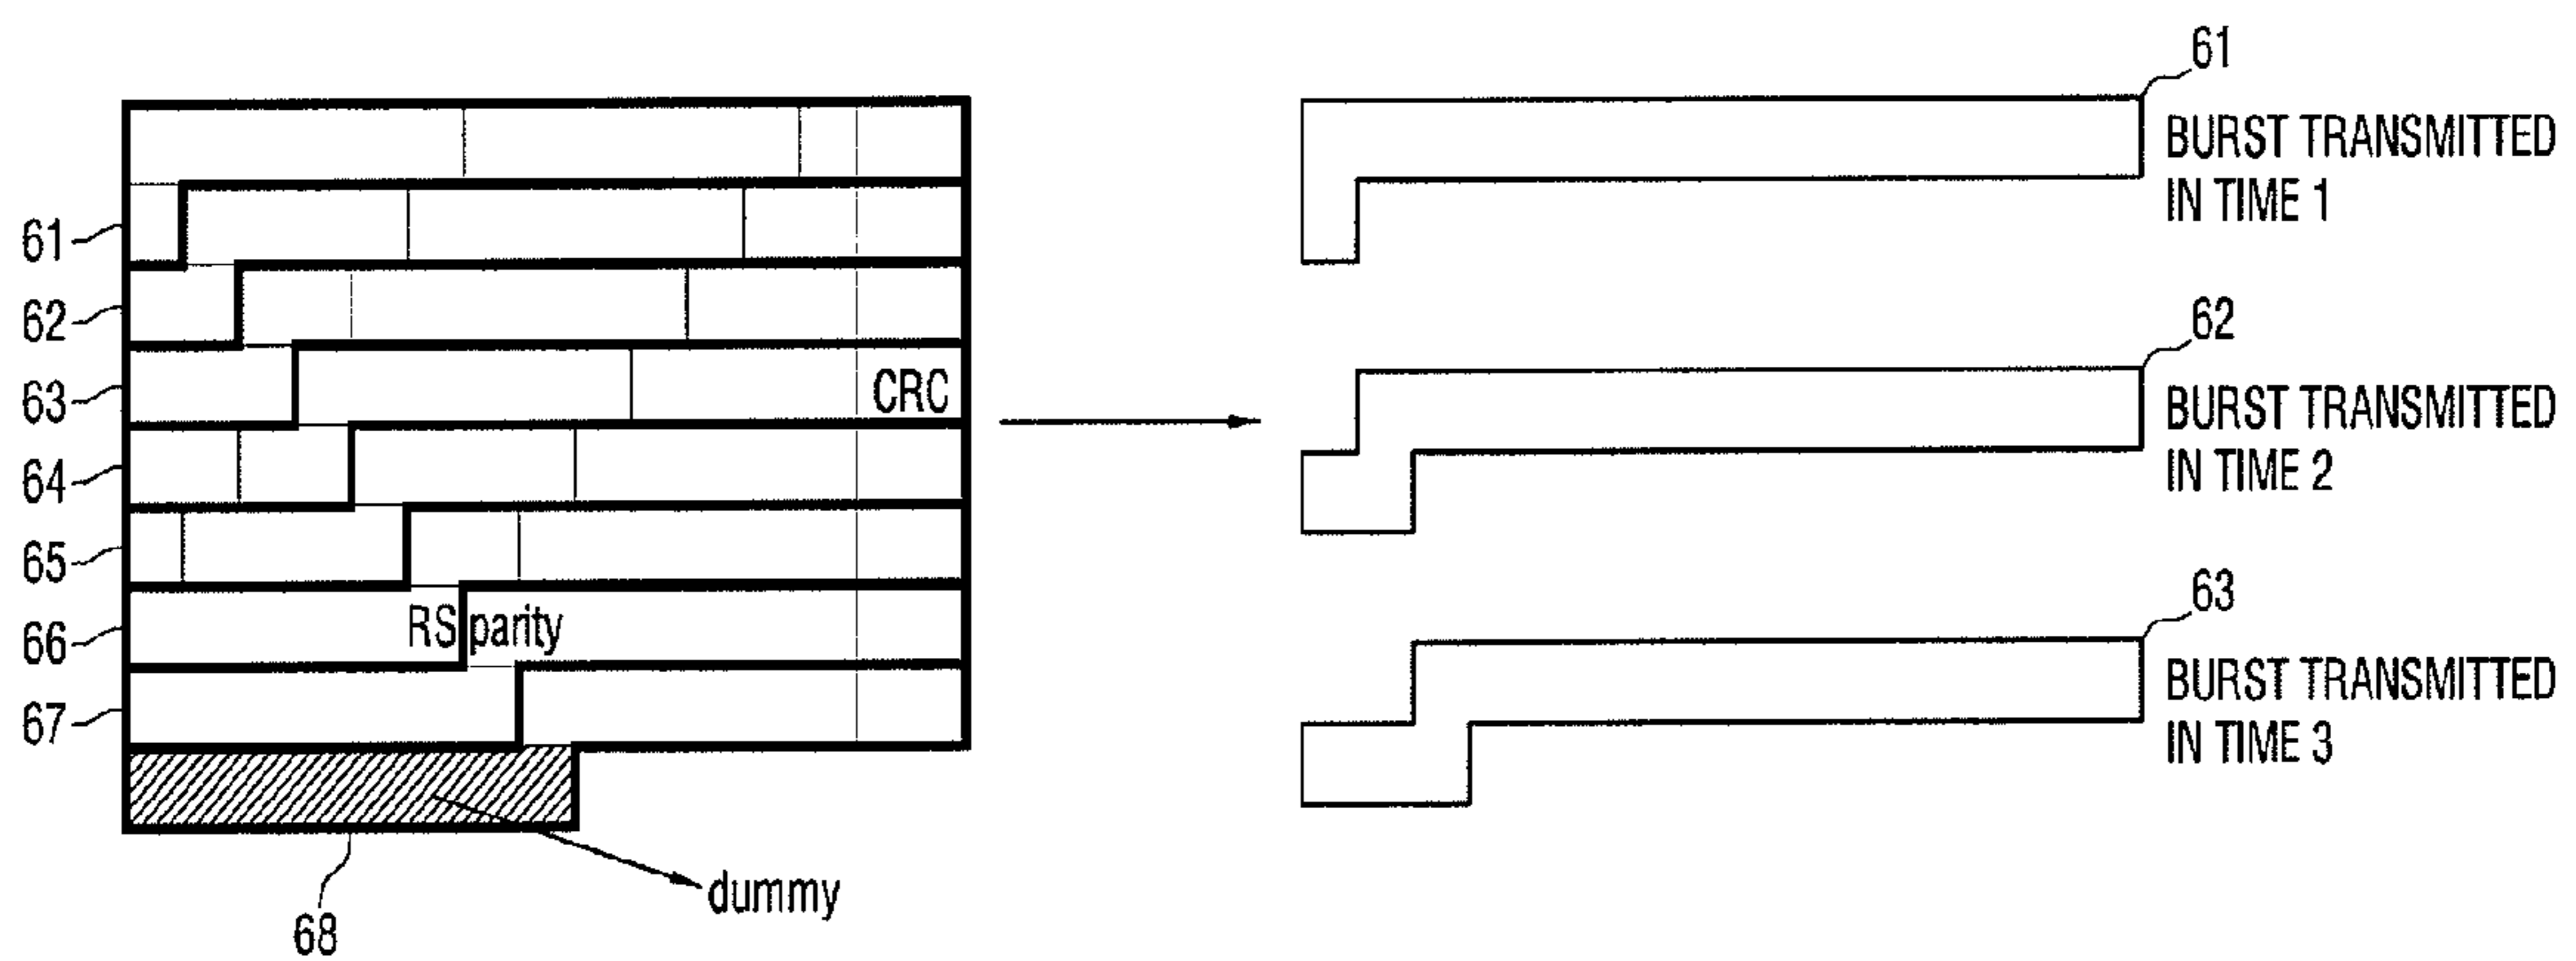 61
62
63
64
65
66
67
68
CRC
RS parity
dummy
61
BURST TRANSMITTED
IN TIME 1
62
BURST TRANSMITTED
IN TIME 2
63
BURST TRANSMITTED
IN TIME 3